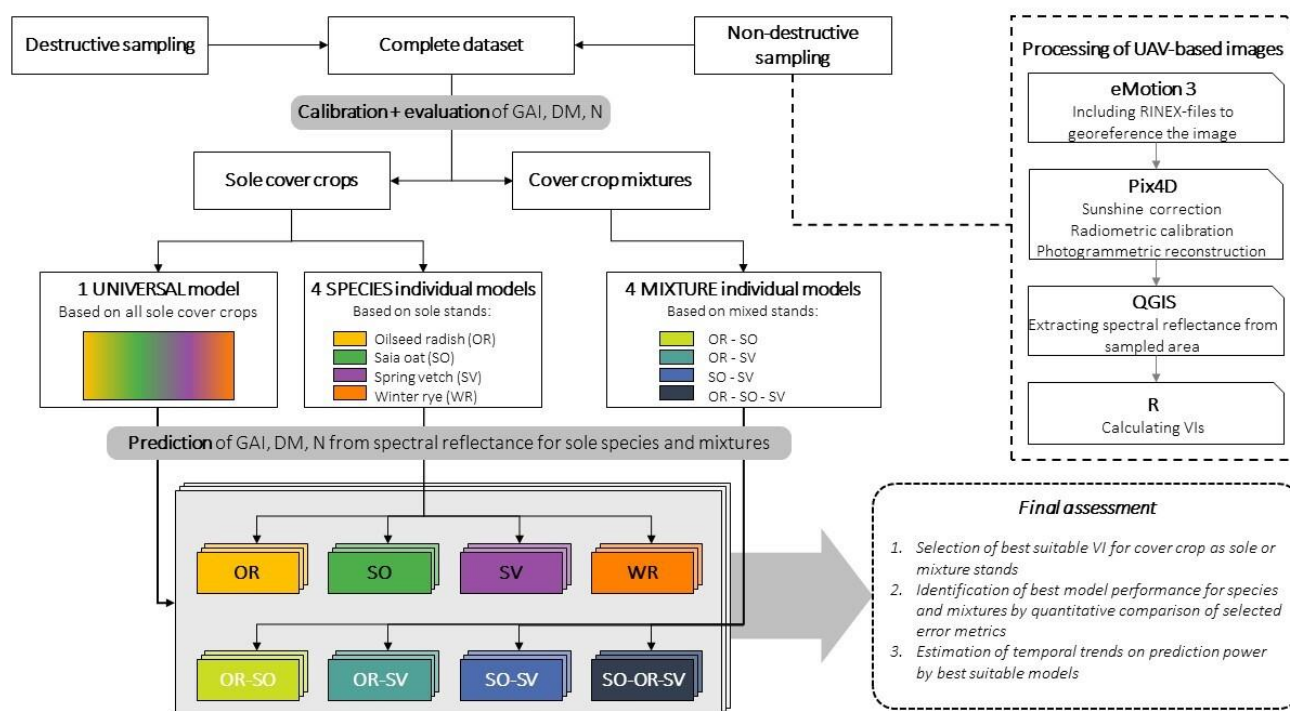 Destructive sampling
Complete dataset
Non-destructive
sampling
Calibration + evaluation of GAI, DM, N
Sole cover crops
Cover crop mixtures
1 UNIVERSAL model
Based on all sole cover crops
4 SPECIES individual models
Based on sole stands:
Oilseed radish (OR)
Saia oat (SO)
Spring vetch (SV)
Winter rye (WR)
4 MIXTURE individual models
Based on mixed stands:
OR - SO
OR - SV
SO - SV
OR - SO - SV
Prediction of GAI, DM, N from spectral reflectance for sole species and mixtures
OR
SO
SV
WR
OR-SO
OR-SV
SO-SV
SO-OR-SV
Processing of UAV-based images
eMotion 3
Including RINEX-files to
georeference the image
Pix4D
Sunshine correction
Radiometric calibration
Photogrammetric reconstruction
QGIS
Extracting spectral reflectance from
sampled area
R
Calculating VIs
Final assessment
1. Selection of best suitable VI for cover crop as sole or
mixture stands
2. Identification of best model performance for species
and mixtures by quantitative comparison of selected
error metrics
3. Estimation of temporal trends on prediction power
by best suitable models